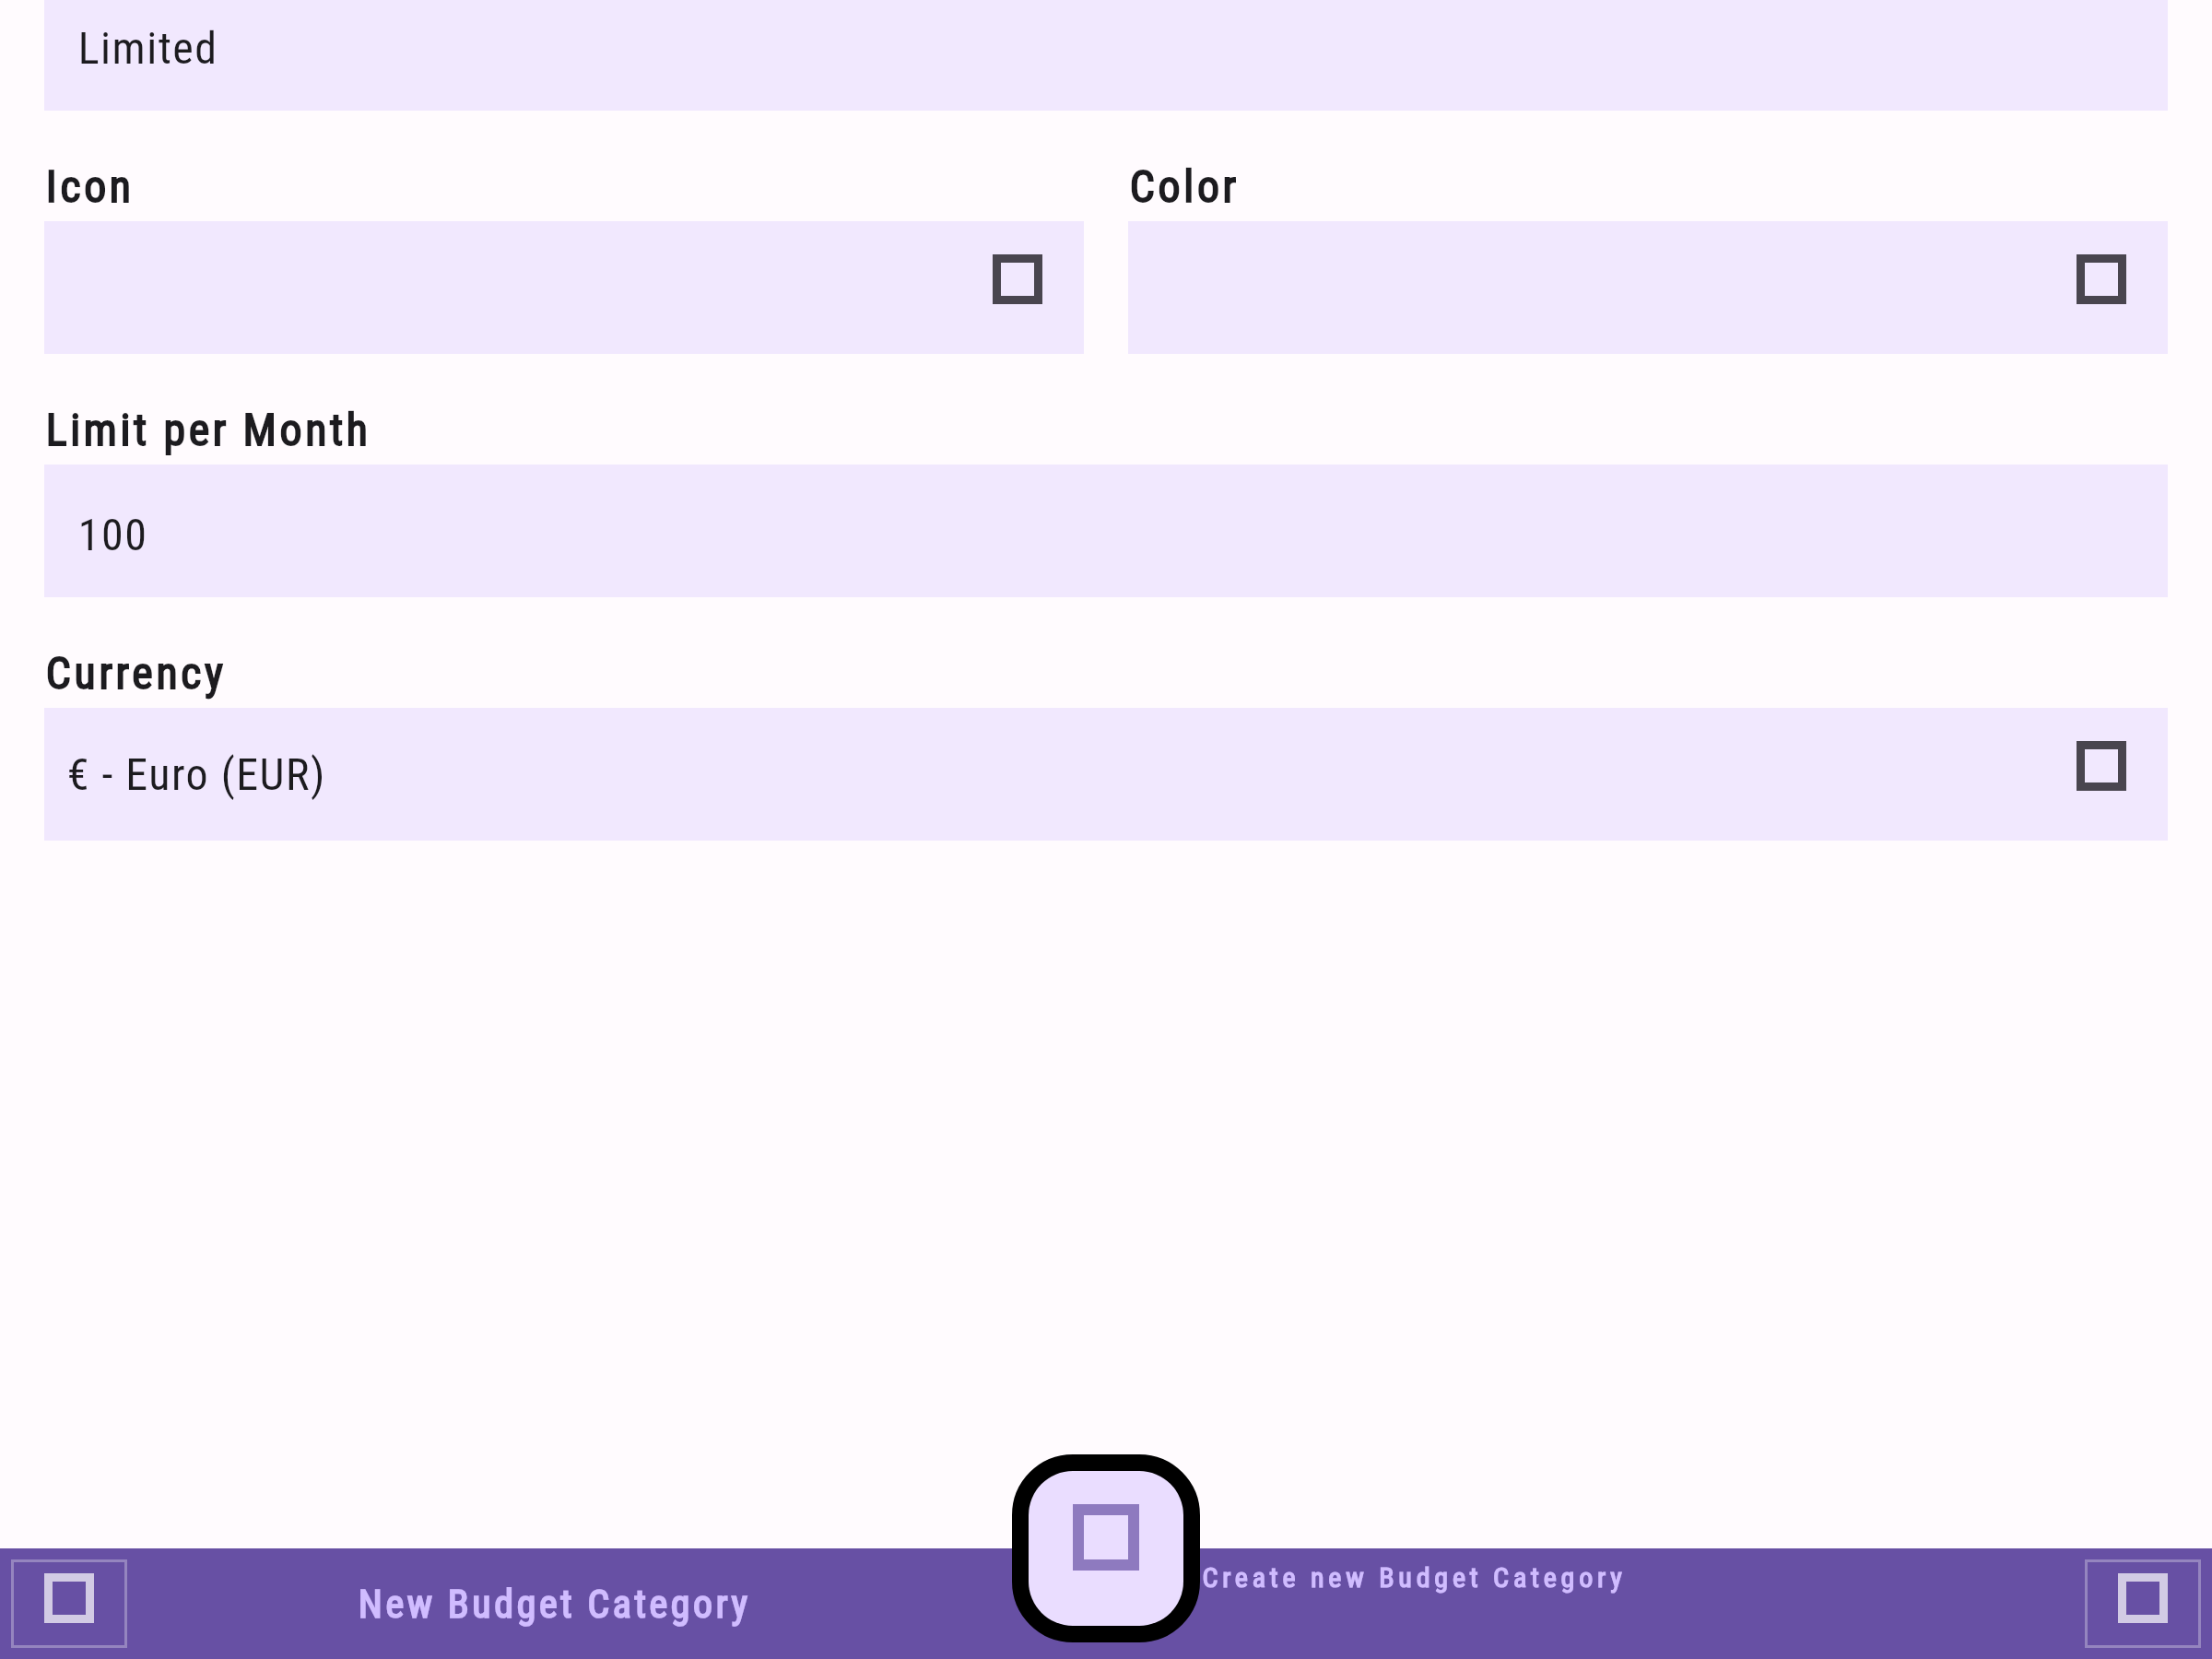 Limited
Icon
Color
Limit per Month
100
Currency
€ - Euro (EUR)
New Budget Category
Create new Budget Category